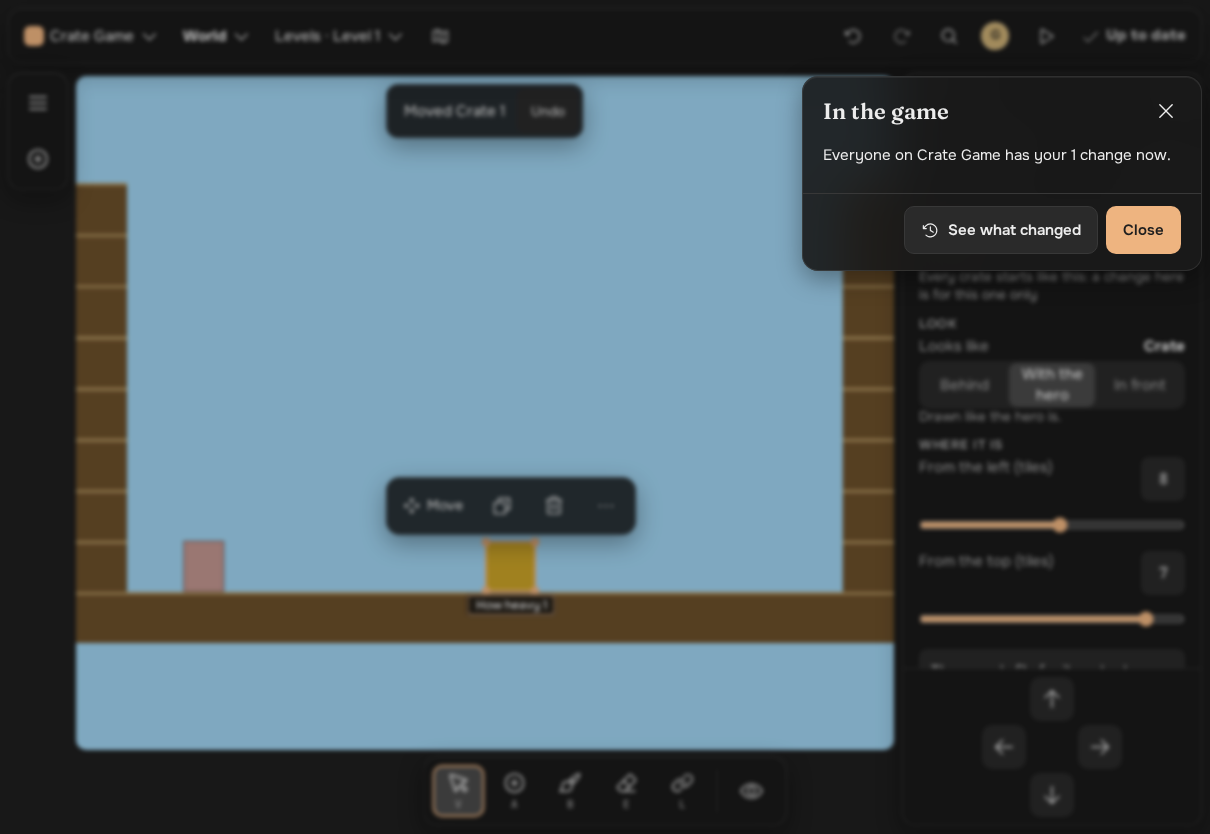 Crate Game
World
Levels · Level 1
Up to date
Moved Crate 1
Undo
In the game
Everyone on Crate Game has your 1 change now.
See what changed
Close
Every crate starts like this: a change here
is for this one only
LOOK
Looks like
Crate
Behind
With the
hero
In front
Drawn like the hero is.
WHERE IT IS
From the left (tiles)
8
From the top (tiles)
7
Move
How heavy 1
B
E
L